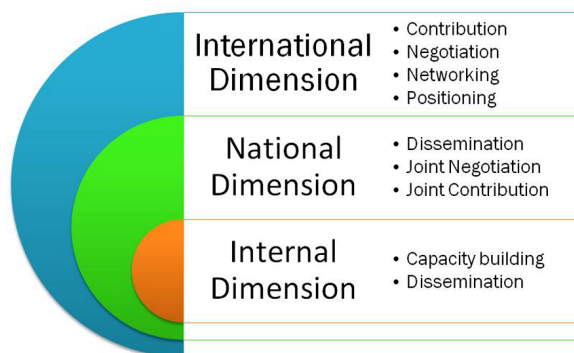 International
Dimension
• Contribution
• Negotiation
• Networking
• Positioning
National
Dimension
• Dissemination
• Joint Negotiation
• Joint Contribution
Internal
Dimension
• Capacity building
• Dissemination